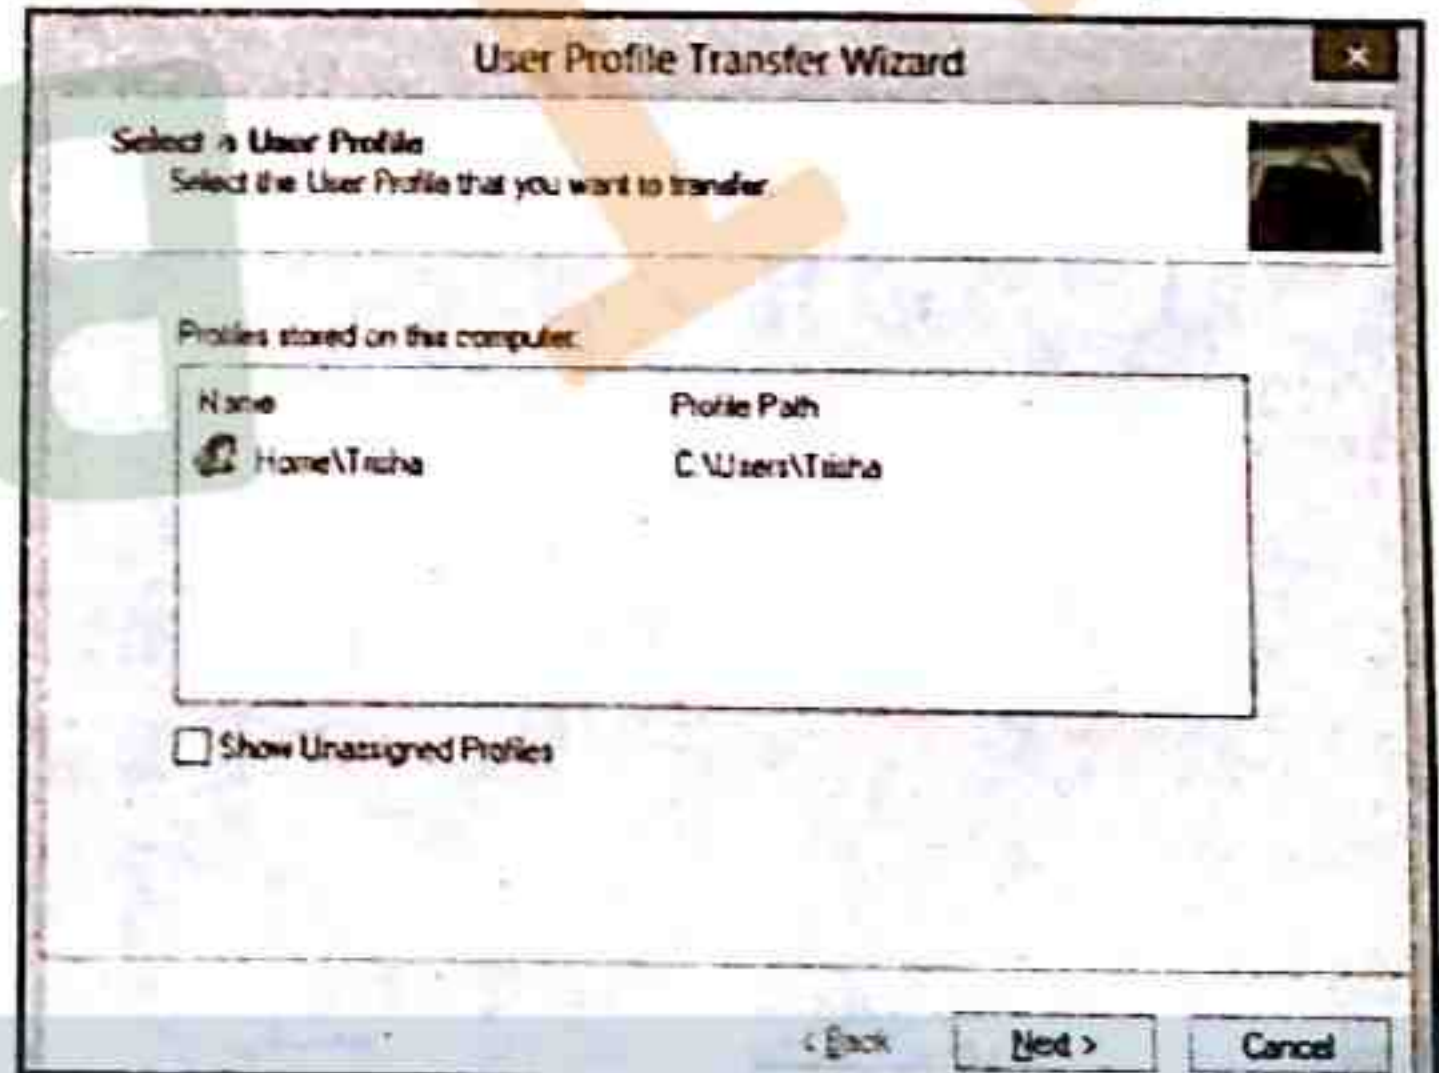 User Profile Transfer Wizard
Select a User Profile
Select the User Profile that you want to transfer
Profiles stored on this computer:
Name Profile Path
Home\Trisha C:\Users\Trisha
Show Unassigned Profiles
< Back Next > Cancel